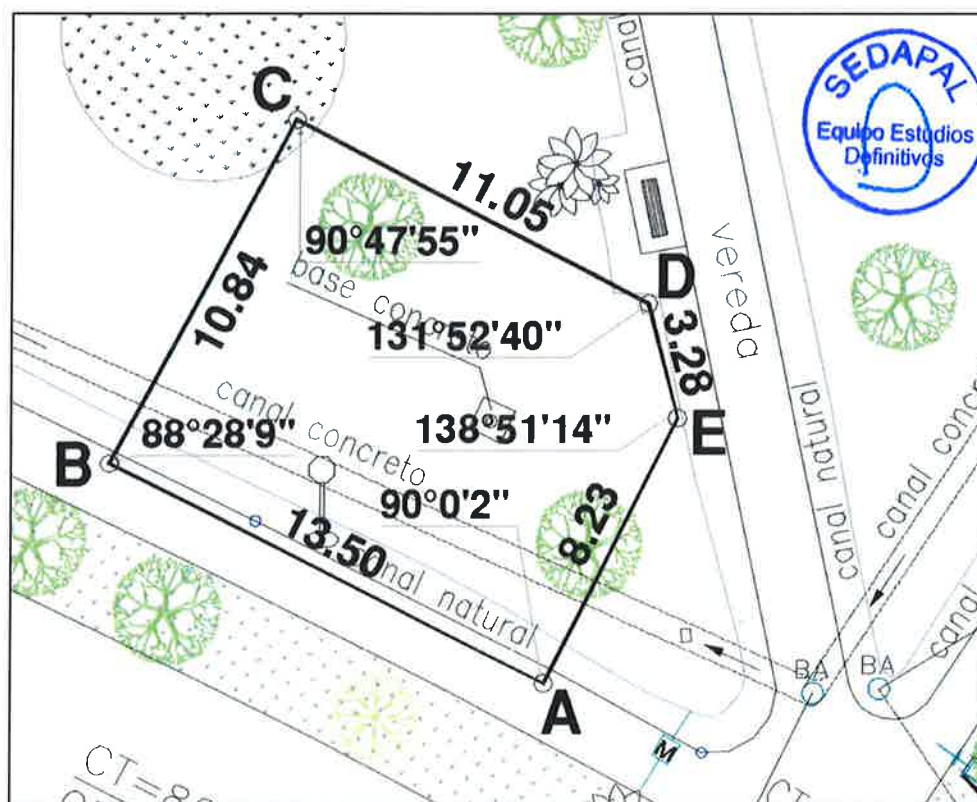 canal
SEDAPAL
Equipo Estudios
Definitivos
C
11.05
90°47'55"
base concreto
10.84
D
vereda
131°52'40"
3.28
canal concreto
88°28'9"
138°51'14"
E
B
90°0'2"
canal natural
canal concreto
13.50
8.23
canal natural
canal
A
BA
BA
M
CT=8
CT